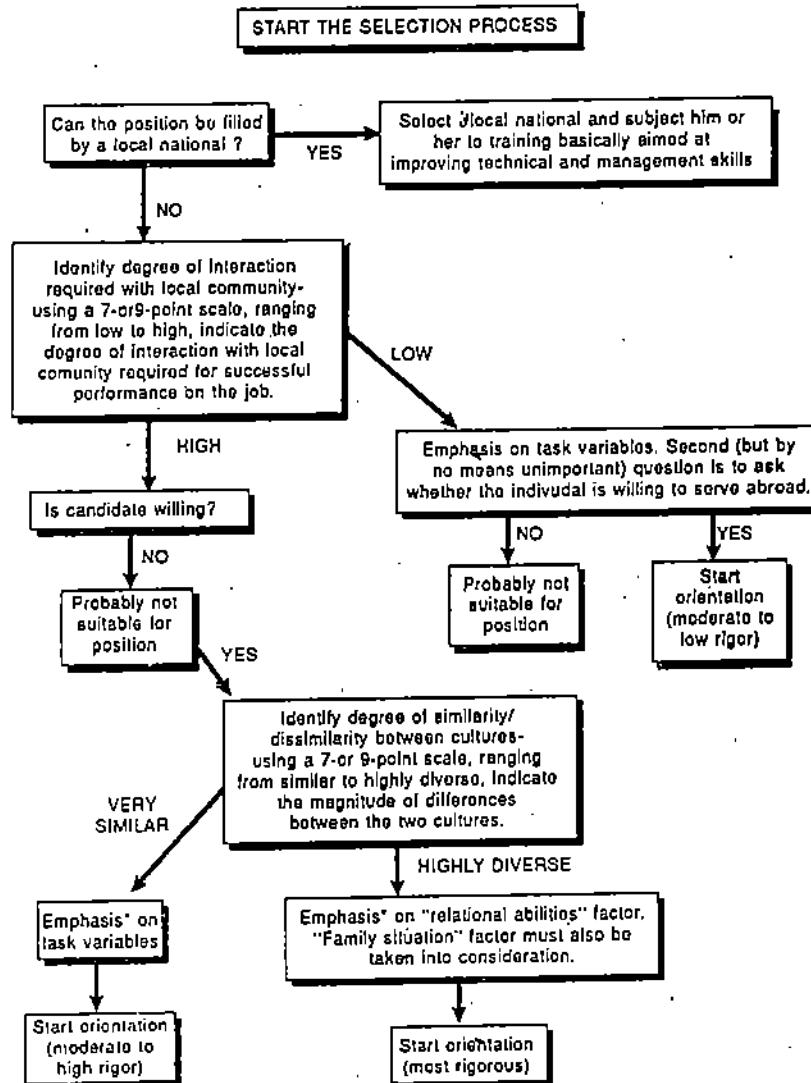 START THE SELECTION PROCESS
Can the position be filled
by a local national ?
YES
Select a local national and subject him or
her to training basically aimed at
improving technical and management skills
NO
Identify degree of Interaction
required with local community-
using a 7-or9-point scale, ranging
from low to high, indicate the
degree of interaction with local
comunity required for successful
performance on the job.
LOW
HIGH
Emphasis on task variables. Second (but by
no means unimportant) question is to ask
whether the indivudal is willing to serve abroad.
Is candidate willing?
NO
YES
NO
Probably not
suitable for
position
Start
orientation
(moderate to
low rigor)
Probably not
suitable for
position
YES
Identify degree of similarity/
dissimilarity between cultures-
using a 7-or 9-point scale, ranging
from similar to highly diverse, indicate
the magnitude of differences
between the two cultures.
VERY
SIMILAR
HIGHLY DIVERSE
Emphasis* on
task variables
Emphasis* on "relational abilities" factor.
"Family situation" factor must also be
taken into consideration.
Start orientation
(moderate to
high rigor)
Start orientation
(most rigorous)